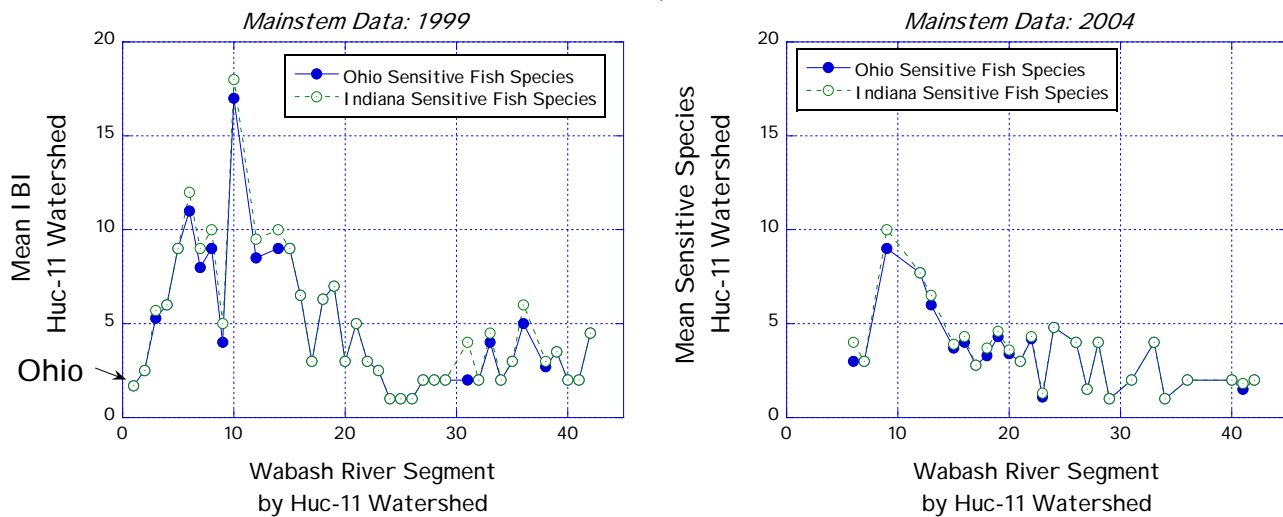 Mainstem Data: 1999
20
15
10
5
0
Mean IBI
Huc-11 Watershed
Ohio Sensitive Fish Species
Indiana Sensitive Fish Species
Ohio
0 10 20 30 40
Wabash River Segment
by Huc-11 Watershed
Mainstem Data: 2004
20
15
10
5
0
Mean Sensitive Species
Huc-11 Watershed
Ohio Sensitive Fish Species
Indiana Sensitive Fish Species
0 10 20 30 40
Wabash River Segment
by Huc-11 Watershed